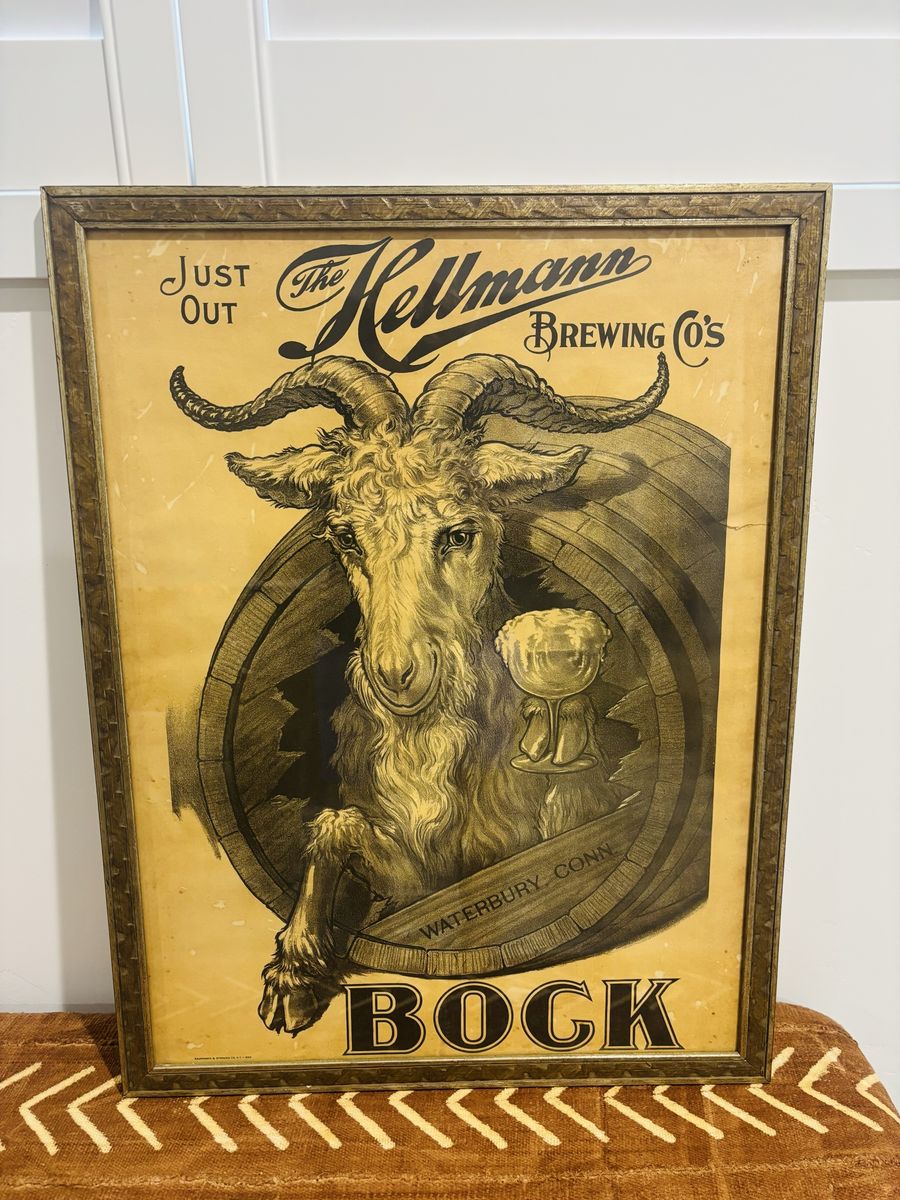 Just
Out
The Hellmann
Brewing Co's
WATERBURY, CONN.
BOCK